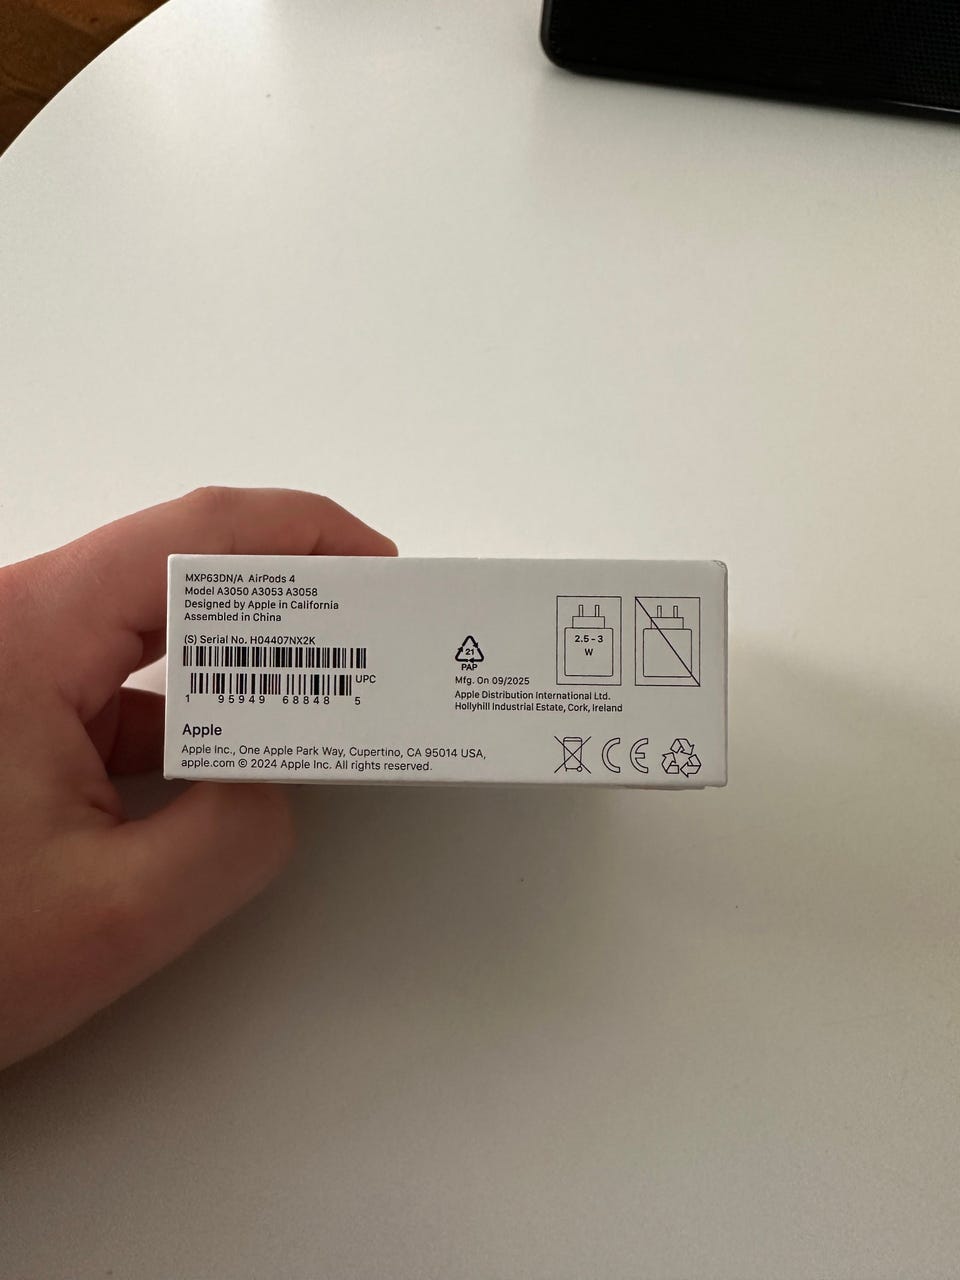 MXP63DN/A AirPods 4
Model A3050 A3053 A3058
Designed by Apple in California
Assembled in China
(S) Serial No. H04407NX2K
UPC
1 95949 68848 5
Apple
Apple Inc., One Apple Park Way, Cupertino, CA 95014 USA,
apple.com © 2024 Apple Inc. All rights reserved.
21
PAP
Mfg. On 09/2025
Apple Distribution International Ltd.
Hollyhill Industrial Estate, Cork, Ireland
2.5 - 3
W
CE